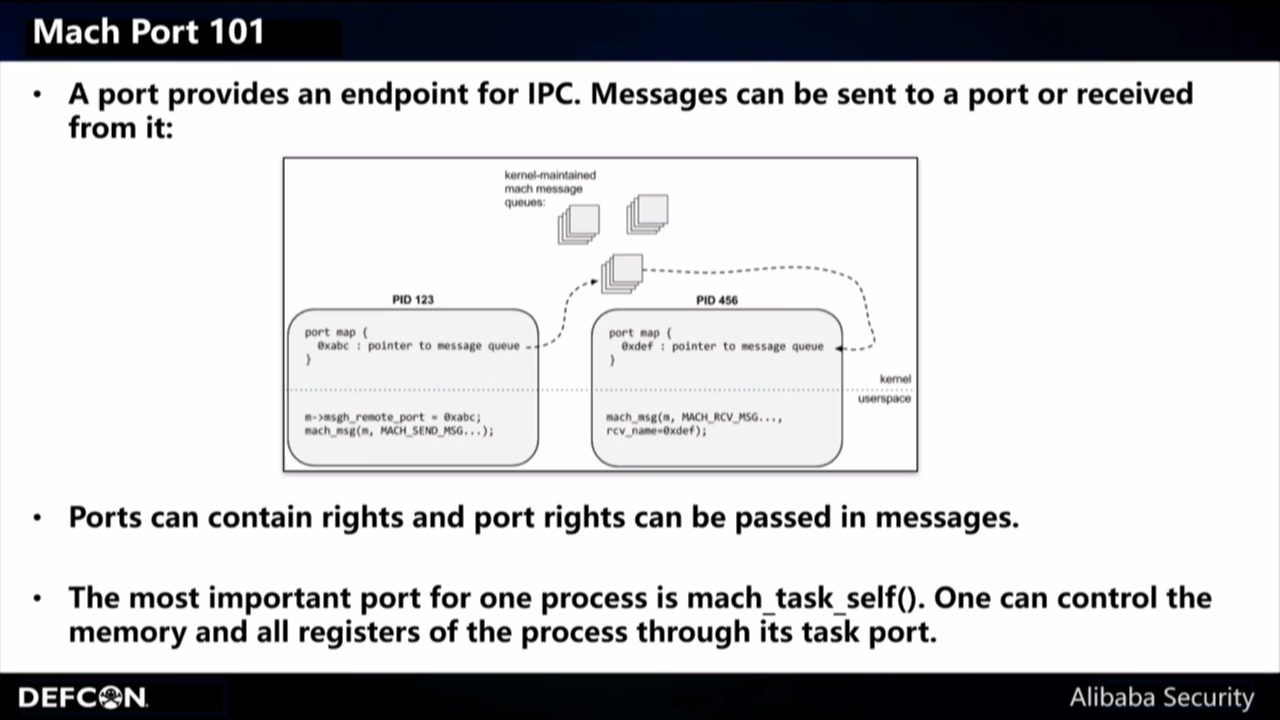 Mach Port 101
• A port provides an endpoint for IPC. Messages can be sent to a port or received
from it:
kernel-maintained
mach message
queues:
PID 123
port map {
0xabc : pointer to message queue
}
m->msgh_remote_port = 0xabc;
mach_msg(m, MACH_SEND_MSG...);
PID 456
port map {
0xdef : pointer to message queue
}
mach_msg(m, MACH_RCV_MSG...,
rcv_name=0xdef);
kernel
userspace
• Ports can contain rights and port rights can be passed in messages.
• The most important port for one process is mach_task_self(). One can control the
memory and all registers of the process through its task port.
DEFCON.
Alibaba Security